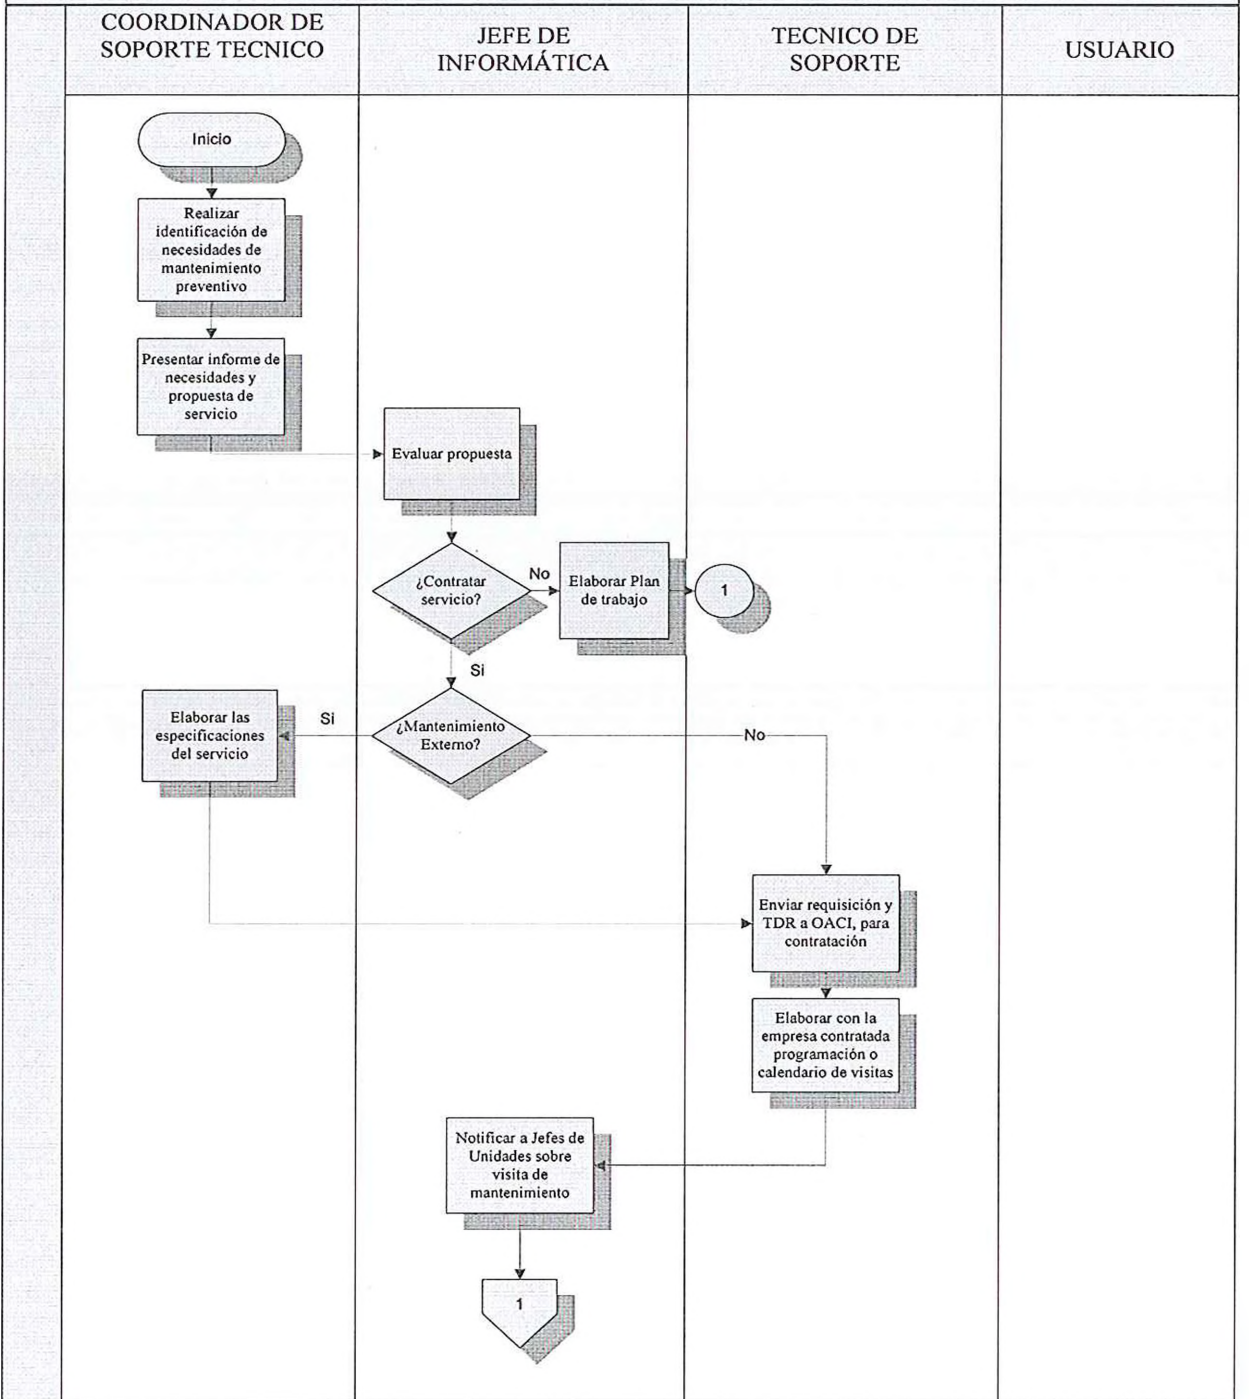 COORDINADOR DE
SOPORTE TECNICO
JEFE DE
INFORMÁTICA
TECNICO DE
SOPORTE
USUARIO
Inicio
Realizar
identificación de
necesidades de
mantenimiento
preventivo
Presentar informe de
necesidades y
propuesta de
servicio
Evaluar propuesta
¿Contratar
servicio?
No
Elaborar Plan
de trabajo
1
Si
¿Mantenimiento
Externo?
Si
Elaborar las
especificaciones
del servicio
No
Enviar requisición y
TDR a OACI, para
contratación
Elaborar con la
empresa contratada
programación o
calendario de visitas
Notificar a Jefes de
Unidades sobre
visita de
mantenimiento
1